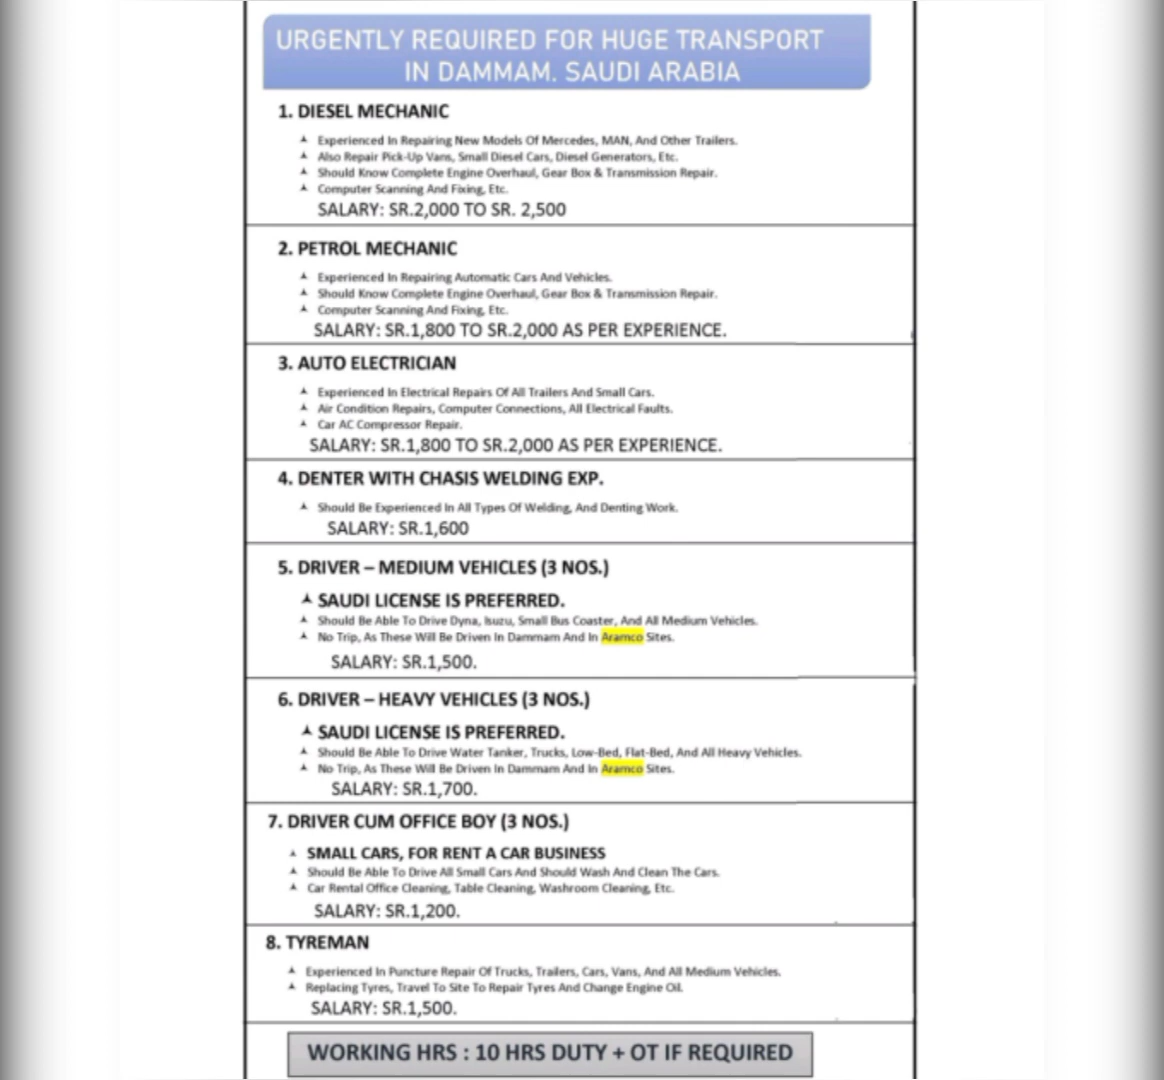 URGENTLY REQUIRED FOR HUGE TRANSPORT
IN DAMMAM. SAUDI ARABIA
1. DIESEL MECHANIC
Experienced In Repairing New Models Of Mercedes, MAN, And Other Trailers.
Also Repair Pick-Up Vans, Small Diesel Cars, Diesel Generators, Etc.
Should Know Complete Engine Overhaul, Gear Box & Transmission Repair.
Computer Scanning And Fixing, Etc.
SALARY: SR.2,000 TO SR. 2,500
2. PETROL MECHANIC
Experienced In Repairing Automatic Cars And Vehicles.
Should Know Complete Engine Overhaul, Gear Box & Transmission Repair.
Computer Scanning And Fixing, Etc.
SALARY: SR.1,800 TO SR.2,000 AS PER EXPERIENCE.
3. AUTO ELECTRICIAN
Experienced In Electrical Repairs Of All Trailers And Small Cars.
Air Condition Repairs, Computer Connections, All Electrical Faults.
Car AC Compressor Repair.
SALARY: SR.1,800 TO SR.2,000 AS PER EXPERIENCE.
4. DENTER WITH CHASIS WELDING EXP.
Should Be Experienced In All Types Of Welding, And Denting Work.
SALARY: SR.1,600
5. DRIVER – MEDIUM VEHICLES (3 NOS.)
SAUDI LICENSE IS PREFERRED.
Should Be Able To Drive Dyna, Isuzu, Small Bus Coaster, And All Medium Vehicles.
No Trip, As These Will Be Driven In Dammam And In Aramco Sites.
SALARY: SR.1,500.
6. DRIVER – HEAVY VEHICLES (3 NOS.)
SAUDI LICENSE IS PREFERRED.
Should Be Able To Drive Water Tanker, Trucks, Low-Bed, Flat-Bed, And All Heavy Vehicles.
No Trip, As These Will Be Driven In Dammam And In Aramco Sites.
SALARY: SR.1,700.
7. DRIVER CUM OFFICE BOY (3 NOS.)
SMALL CARS, FOR RENT A CAR BUSINESS
Should Be Able To Drive All Small Cars And Should Wash And Clean The Cars.
Car Rental Office Cleaning, Table Cleaning, Washroom Cleaning, Etc.
SALARY: SR.1,200.
8. TYREMAN
Experienced In Puncture Repair Of Trucks, Trailers, Cars, Vans, And All Medium Vehicles.
Replacing Tyres, Travel To Site To Repair Tyres And Change Engine Oil.
SALARY: SR.1,500.
WORKING HRS : 10 HRS DUTY + OT IF REQUIRED